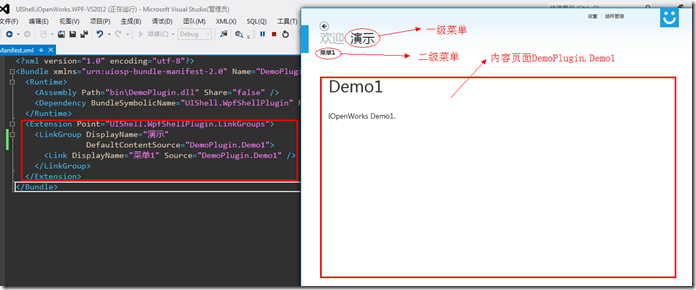 UIShell.iOpenWorks.WPF-VS2012 (正在运行) - Microsoft Visual Studio(管理员)
文件(F) 编辑(E) 视图(V) 项目(P) 生成(B) 调试(D) 团队(M) SQL(Q) 工具(T)
继续(C) Debug
Manifest.xml
<?xml version="1.0" encoding="utf-8"?>
<Bundle xmlns="urn:uiosp-bundle-manifest-2.0" Name="DemoPlugin
<Runtime>
<Assembly Path="bin\DemoPlugin.dll" Share="false" />
<Dependency BundleSymbolicName="UIShell.WpfShellPlugin"
</Runtime>
<Extension Point="UIShell.WpfShellPlugin.LinkGroups">
<LinkGroup DisplayName="演示"
DefaultContentSource="DemoPlugin.Demo1">
<Link DisplayName="菜单1" Source="DemoPlugin.Demo1" />
</LinkGroup>
</Extension>
</Bundle>
设置 | 插件管理
欢迎 演示
菜单1
一级菜单
二级菜单
内容页面DemoPlugin.Demo1
Demo1
iOpenWorks Demo1.